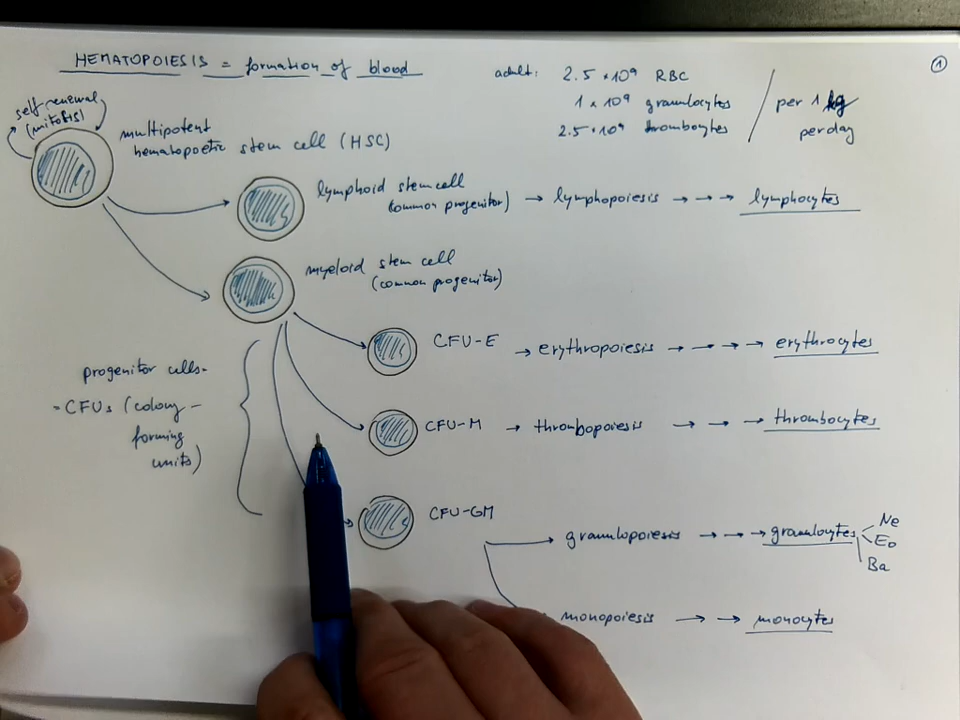 HEMATOPOIESIS = formation of blood
1
adult: 2.5 × 10⁹ RBC
1 × 10⁹ granulocytes
2.5 · 10⁹ thrombocytes
/ per 1 kg
per day
self-renewal
(mitosis)
multipotent
hematopoetic stem cell (HSC)
lymphoid stem cell
(common progenitor) → lymphopoiesis → → → lymphocytes
myeloid stem cell
(common progenitor)
CFU-E → erythropoiesis → → → → erythrocytes
progenitor cells -
= CFUs (colony -
forming
units)
CFU-M → thrombopoiesis → → → thrombocytes
CFU-GM
granulopoiesis → → → granulocytes
Ne
Eo
Ba
monopoiesis → → monocytes